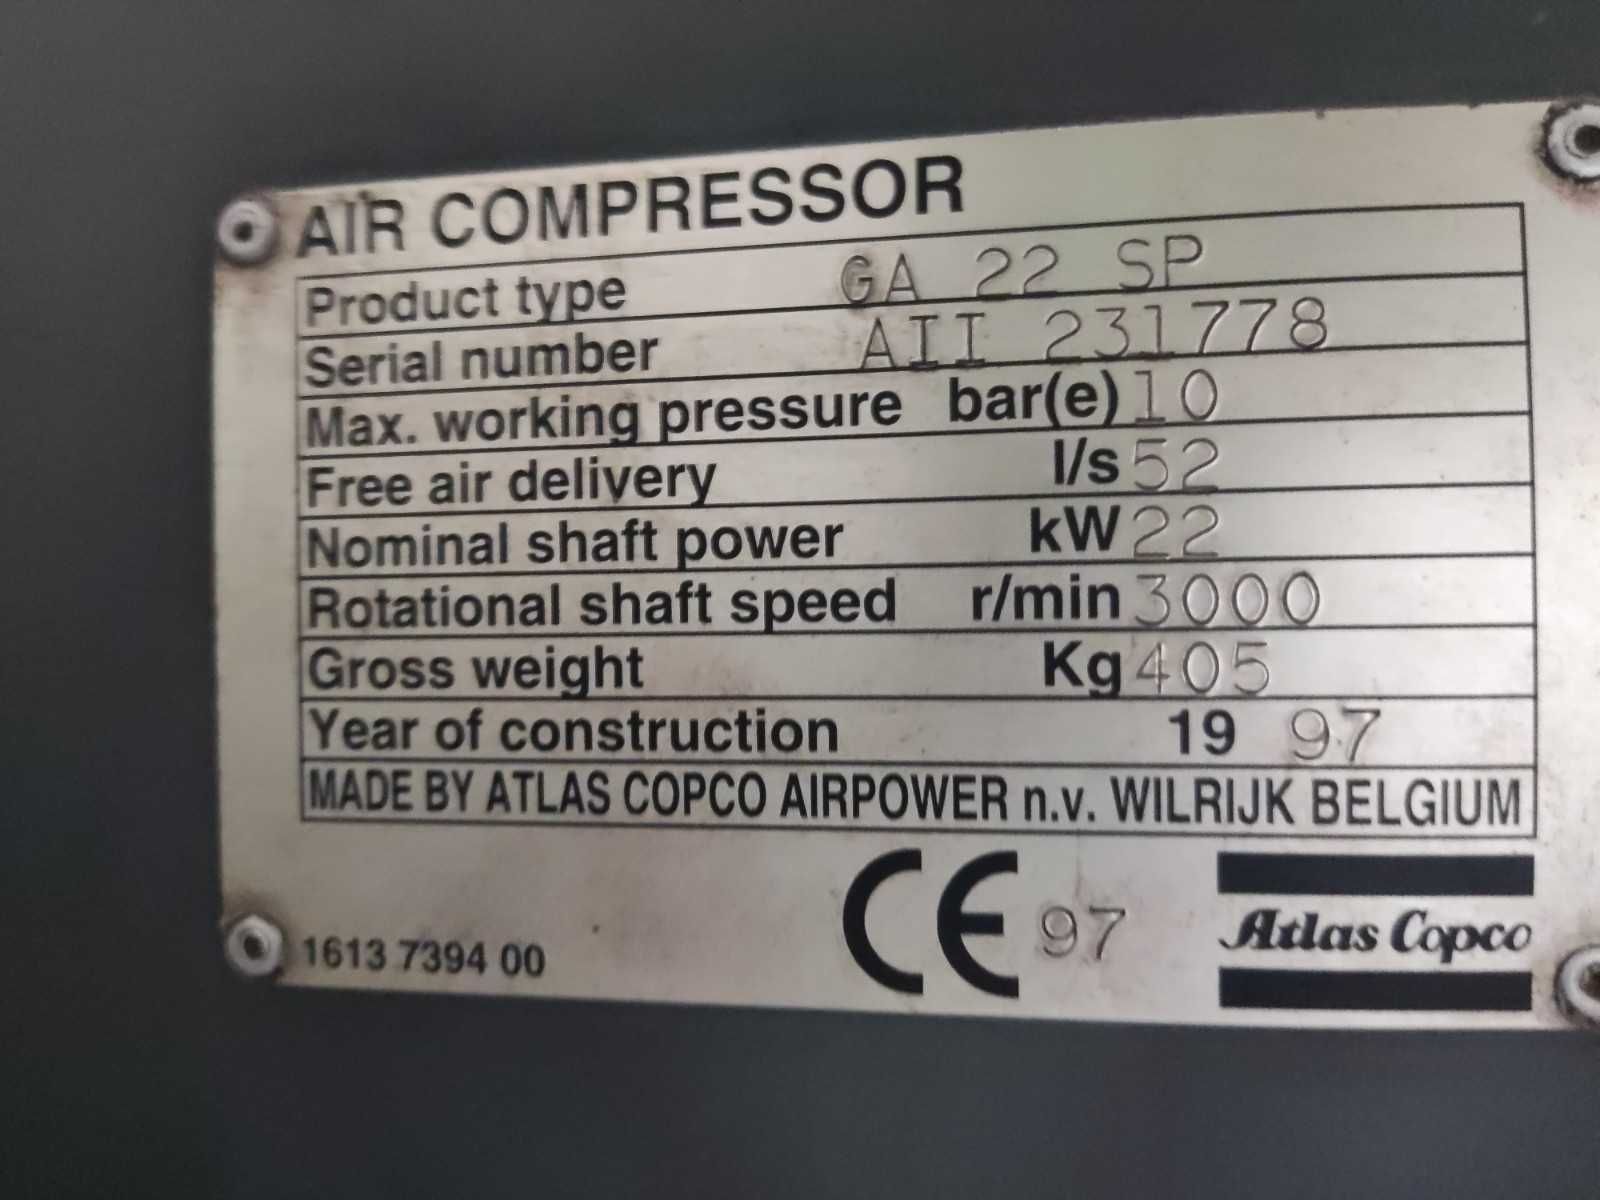 AIR COMPRESSOR
Product type GA 22 SP
Serial number AII 231778
Max. working pressure bar(e) 10
Free air delivery l/s 52
Nominal shaft power kW 22
Rotational shaft speed r/min 3000
Gross weight Kg 405
Year of construction 19 97
MADE BY ATLAS COPCO AIRPOWER n.v. WILRIJK BELGIUM
1613 7394 00 CE 97 Atlas Copco